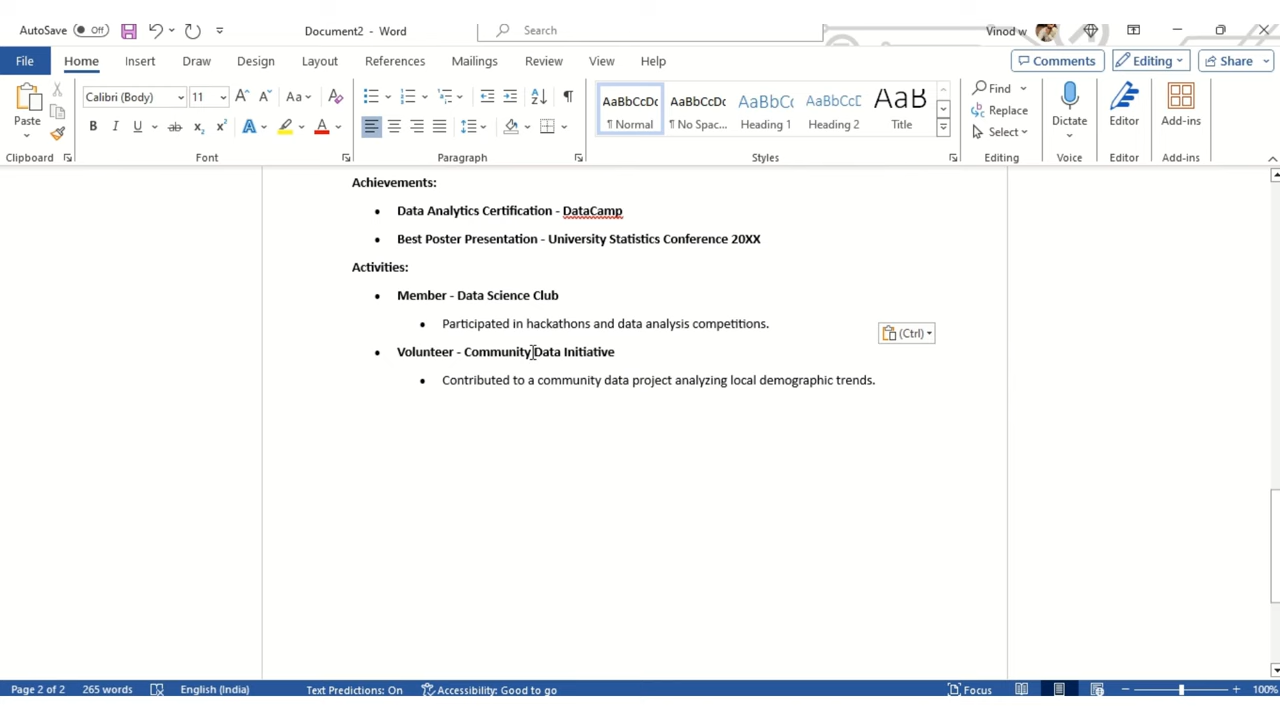 AutoSave Off Document2 - Word Search Vinod w
File Home Insert Draw Design Layout References Mailings Review View Help Comments Editing Share
Paste Calibri (Body) 11 Aa AaBbCcDc AaBbCcDc AaBbCc AaBbCcD AaB Find Replace Select Dictate Editor Add-ins
B I U ab x₂ x² A A ¶ Normal ¶ No Spac... Heading 1 Heading 2 Title
Clipboard Font Paragraph Styles Editing Voice Editor Add-ins
Achievements:
• Data Analytics Certification - DataCamp
• Best Poster Presentation - University Statistics Conference 20XX
Activities:
• Member - Data Science Club
• Participated in hackathons and data analysis competitions.
(Ctrl)
• Volunteer - Community Data Initiative
• Contributed to a community data project analyzing local demographic trends.
Page 2 of 2 265 words English (India) Text Predictions: On Accessibility: Good to go Focus 100%